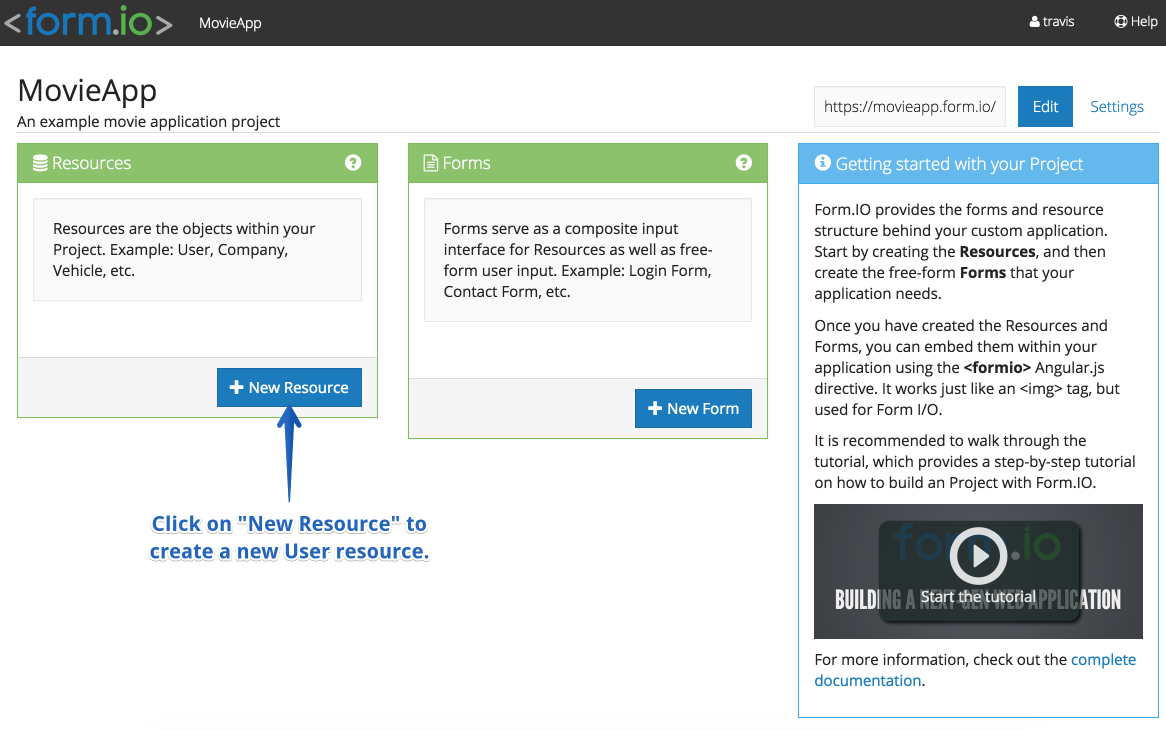 <form.io> MovieApp travis Help
MovieApp
An example movie application project
https://movieapp.form.io/ Edit Settings
Resources
Resources are the objects within your
Project. Example: User, Company,
Vehicle, etc.
New Resource
Click on "New Resource" to
create a new User resource.
Forms
Forms serve as a composite input
interface for Resources as well as free-
form user input. Example: Login Form,
Contact Form, etc.
New Form
Getting started with your Project
Form.IO provides the forms and resource
structure behind your custom application.
Start by creating the Resources, and then
create the free-form Forms that your
application needs.
Once you have created the Resources and
Forms, you can embed them within your
application using the <formio> Angular.js
directive. It works just like an <img> tag, but
used for Form I/O.
It is recommended to walk through the
tutorial, which provides a step-by-step tutorial
on how to build an Project with Form.IO.
form.io
BUILDING A NEXT-GEN WEB APPLICATION
Start the tutorial
For more information, check out the complete
documentation.